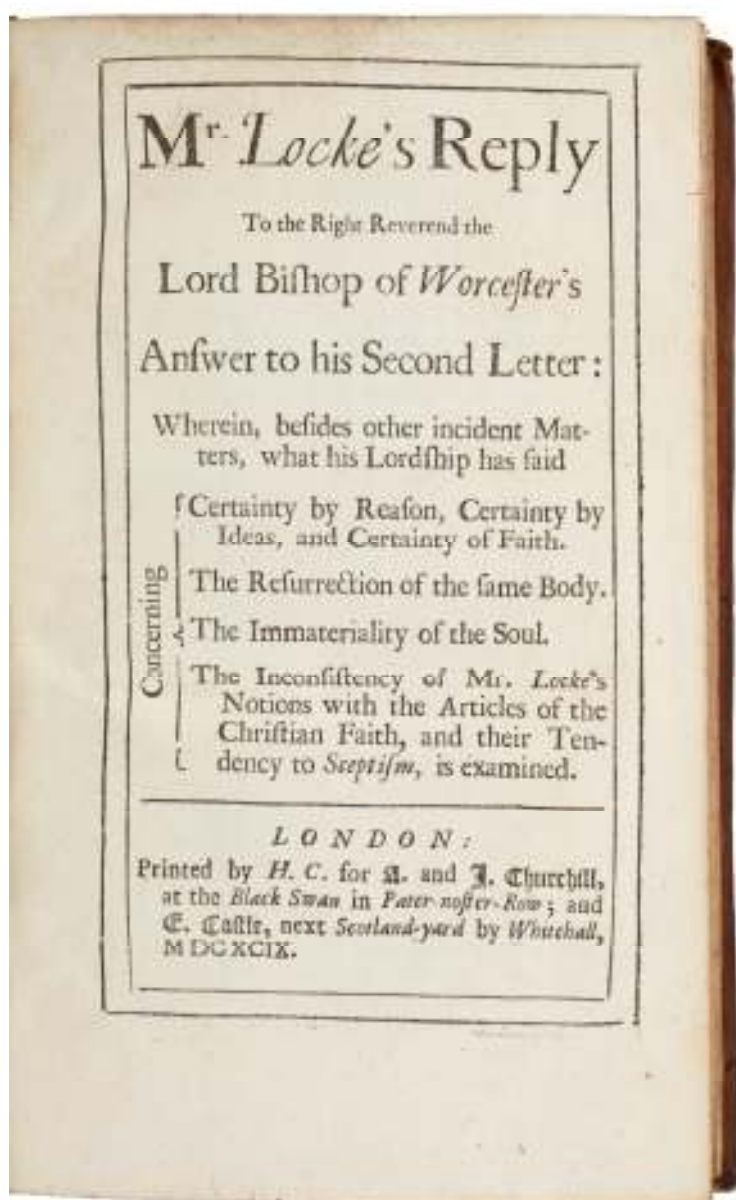 Mr. Locke's Reply
To the Right Reverend the
Lord Biſhop of Worceſter's
Anſwer to his Second Letter:
Wherein, beſides other incident Mat-
ters, what his Lordſhip has ſaid
Concerning
Certainty by Reaſon, Certainty by
Ideas, and Certainty of Faith.
The Reſurrection of the ſame Body.
The Immateriality of the Soul.
The Inconſiſtency of Mr. Locke's
Notions with the Articles of the
Chriſtian Faith, and their Ten-
dency to Sceptiſm, is examined.
LONDON:
Printed by H. C. for A. and J. Churchill,
at the Black Swan in Pater-noſter-Row; and
E. Caſtle, next Scotland-yard by Whitehall,
MDCXCIX.